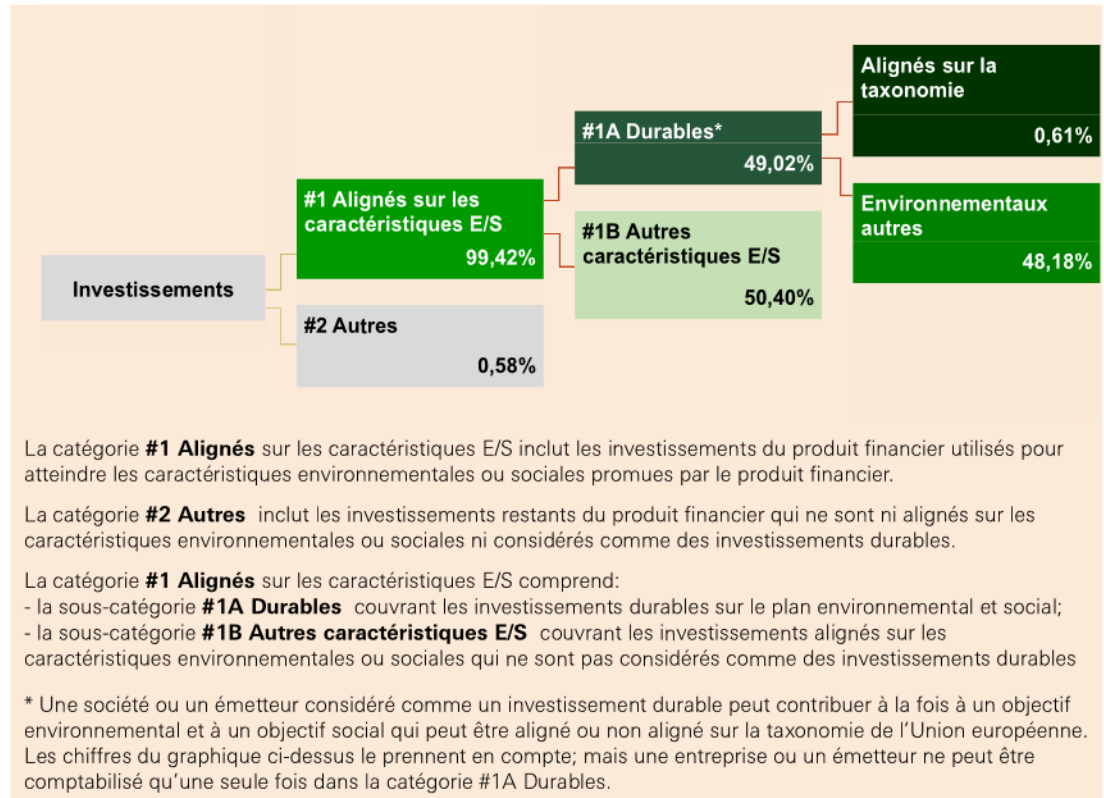 Investissements
#1 Alignés sur les
caractéristiques E/S
99,42%
#2 Autres
0,58%
#1A Durables*
49,02%
#1B Autres
caractéristiques E/S
50,40%
Alignés sur la
taxonomie
0,61%
Environnementaux
autres
48,18%
La catégorie #1 Alignés sur les caractéristiques E/S inclut les investissements du produit financier utilisés pour
atteindre les caractéristiques environnementales ou sociales promues par le produit financier.
La catégorie #2 Autres inclut les investissements restants du produit financier qui ne sont ni alignés sur les
caractéristiques environnementales ou sociales ni considérés comme des investissements durables.
La catégorie #1 Alignés sur les caractéristiques E/S comprend:
- la sous-catégorie #1A Durables couvrant les investissements durables sur le plan environnemental et social;
- la sous-catégorie #1B Autres caractéristiques E/S couvrant les investissements alignés sur les
caractéristiques environnementales ou sociales qui ne sont pas considérés comme des investissements durables
* Une société ou un émetteur considéré comme un investissement durable peut contribuer à la fois à un objectif
environnemental et à un objectif social qui peut être aligné ou non aligné sur la taxonomie de l'Union européenne.
Les chiffres du graphique ci-dessus le prennent en compte; mais une entreprise ou un émetteur ne peut être
comptabilisé qu'une seule fois dans la catégorie #1A Durables.